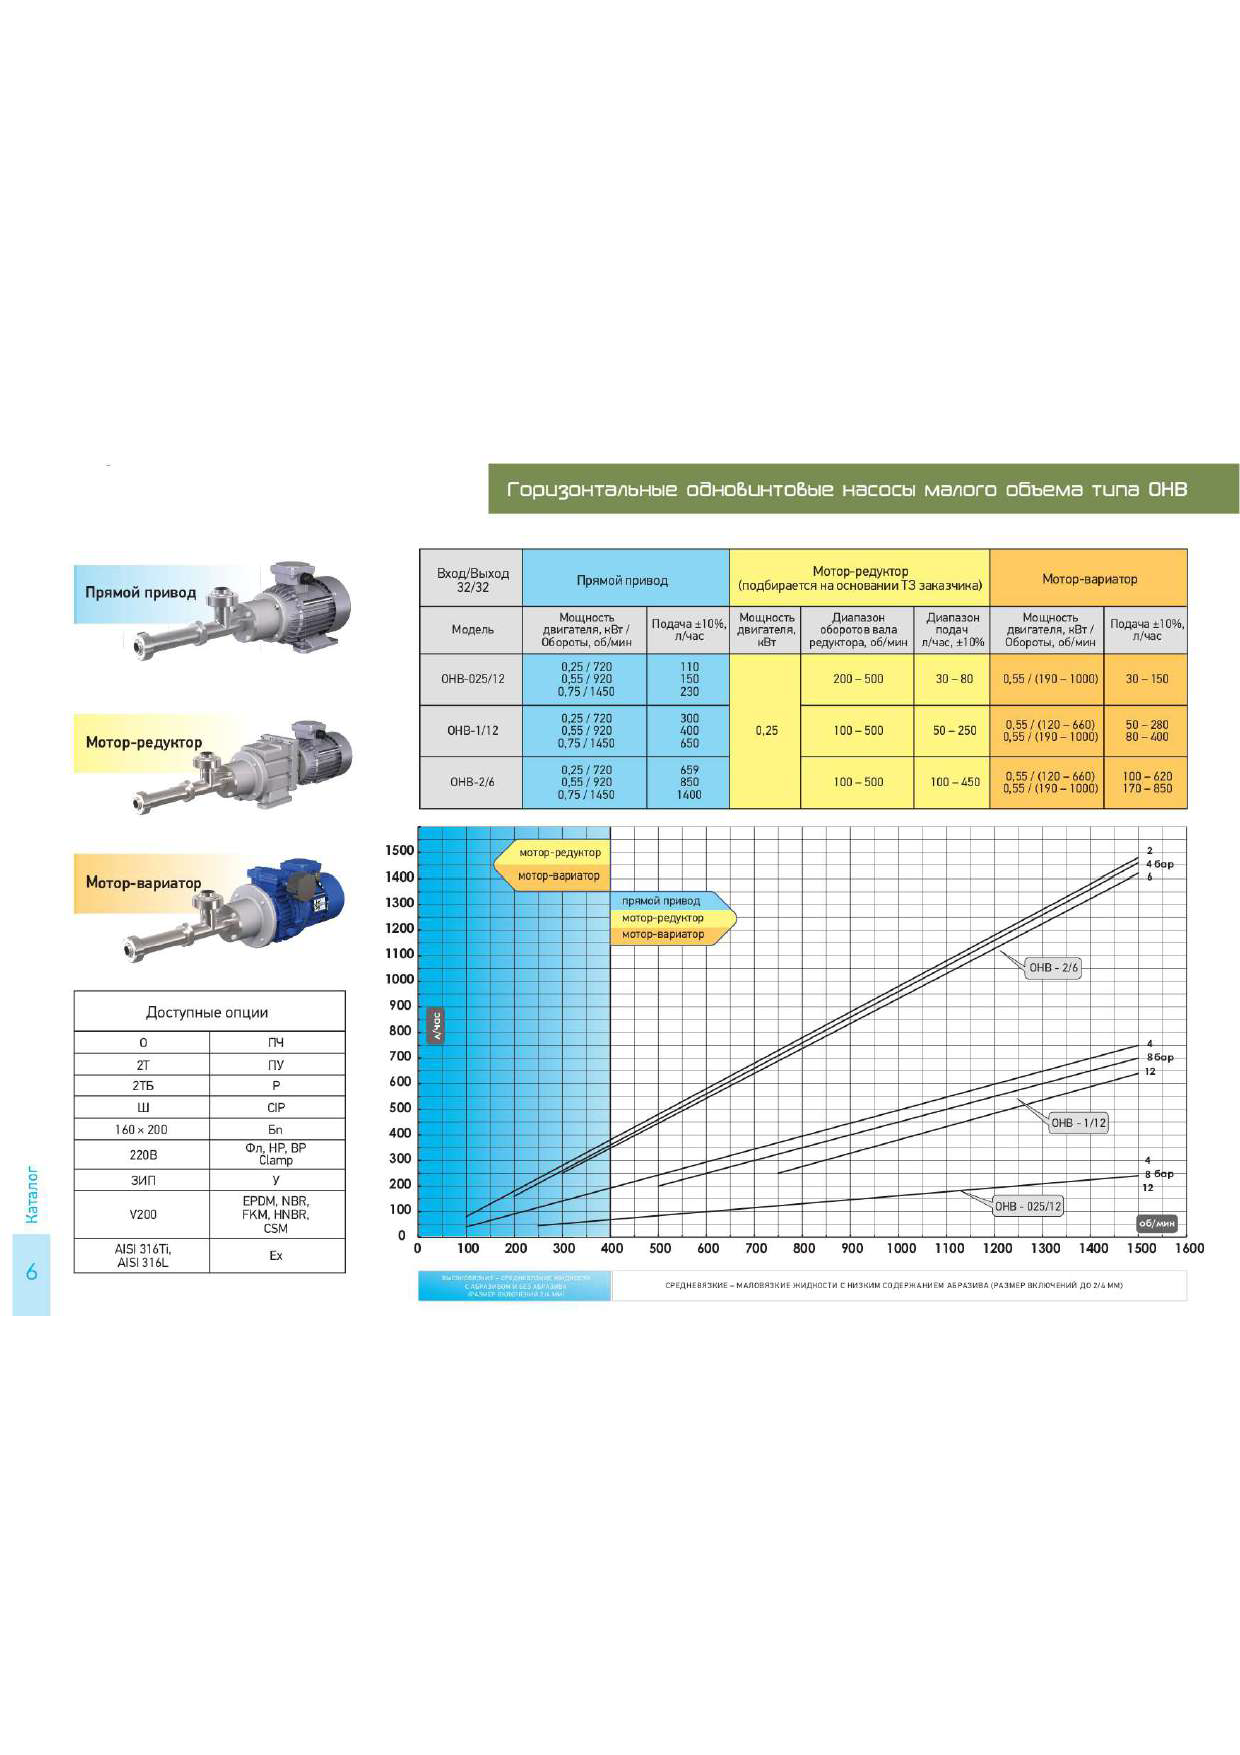 Горизонтальные одновинтовые насосы малого объема типа ОНВ
Прямой привод
Мотор-редуктор
Мотор-вариатор
Вход/Выход
32/32
Прямой привод
Мотор-редуктор
(подбирается на основании ТЗ заказчика)
Мотор-вариатор
Модель
Мощность
двигателя, кВт /
Обороты, об/мин
Подача ±10%,
л/час
Мощность
двигателя,
кВт
Диапазон
оборотов вала
редуктора, об/мин
Диапазон
подач
л/час, ±10%
Мощность
двигателя, кВт /
Обороты, об/мин
Подача ±10%,
л/час
ОНВ-025/12
0,25 / 720
0,55 / 920
0,75 / 1450
110
150
230
0,25
200 – 500
30 – 80
0,55 / (190 – 1000)
30 – 150
ОНВ-1/12
0,25 / 720
0,55 / 920
0,75 / 1450
300
400
650
100 – 500
50 – 250
0,55 / (120 – 660)
0,55 / (190 – 1000)
50 – 280
80 – 400
ОНВ-2/6
0,25 / 720
0,55 / 920
0,75 / 1450
659
850
1400
100 – 500
100 – 450
0,55 / (120 – 660)
0,55 / (190 – 1000)
100 – 620
170 – 850
Доступные опции
О ПЧ
2Т ПУ
2ТБ Р
Ш CIP
160 × 200 Бп
220В
Фл, НР, ВР
Clamp
ЗИП У
V200
EPDM, NBR,
FKM, HNBR,
CSM
AISI 316Ti,
AISI 316L
Ex
1500
1400
1300
1200
1100
1000
900
800
700
600
500
400
300
200
100
0
л/час
мотор-редуктор
мотор-вариатор
прямой привод
мотор-редуктор
мотор-вариатор
2
4 бар
6
ОНВ - 2/6
4
8 бар
12
ОНВ - 1/12
4
8 бар
12
ОНВ - 025/12
об/мин
0 100 200 300 400 500 600 700 800 900 1000 1100 1200 1300 1400 1500 1600
ВЫСОКОВЯЗКИЕ – СРЕДНЕВЯЗКИЕ ЖИДКОСТИ
С АБРАЗИВОМ И БЕЗ АБРАЗИВА
(РАЗМЕР ВКЛЮЧЕНИЙ 2/4 ММ)
СРЕДНЕВЯЗКИЕ – МАЛОВЯЗКИЕ ЖИДКОСТИ С НИЗКИМ СОДЕРЖАНИЕМ АБРАЗИВА (РАЗМЕР ВКЛЮЧЕНИЙ ДО 2/4 ММ)
Каталог
6